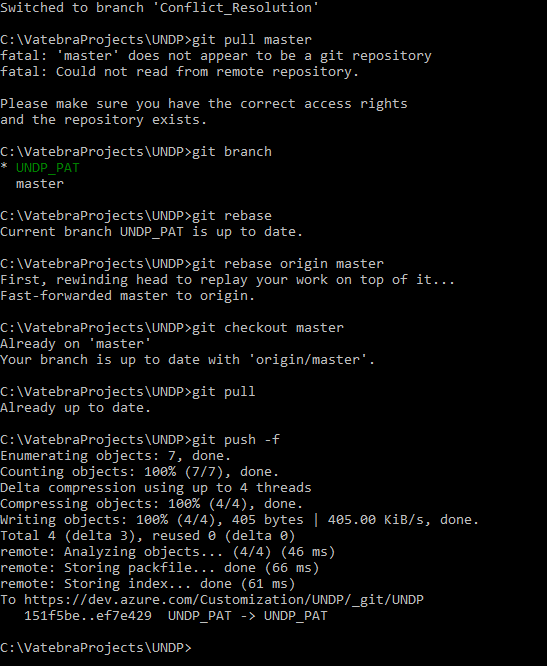 Switched to branch 'Conflict_Resolution'
C:\VatebraProjects\UNDP>git pull master
fatal: 'master' does not appear to be a git repository
fatal: Could not read from remote repository.
Please make sure you have the correct access rights
and the repository exists.
C:\VatebraProjects\UNDP>git branch
* UNDP_PAT
  master
C:\VatebraProjects\UNDP>git rebase
Current branch UNDP_PAT is up to date.
C:\VatebraProjects\UNDP>git rebase origin master
First, rewinding head to replay your work on top of it...
Fast-forwarded master to origin.
C:\VatebraProjects\UNDP>git checkout master
Already on 'master'
Your branch is up to date with 'origin/master'.
C:\VatebraProjects\UNDP>git pull
Already up to date.
C:\VatebraProjects\UNDP>git push -f
Enumerating objects: 7, done.
Counting objects: 100% (7/7), done.
Delta compression using up to 4 threads
Compressing objects: 100% (4/4), done.
Writing objects: 100% (4/4), 405 bytes | 405.00 KiB/s, done.
Total 4 (delta 3), reused 0 (delta 0)
remote: Analyzing objects... (4/4) (46 ms)
remote: Storing packfile... done (66 ms)
remote: Storing index... done (61 ms)
To https://dev.azure.com/Customization/UNDP/_git/UNDP
   151f5be..ef7e429  UNDP_PAT -> UNDP_PAT
C:\VatebraProjects\UNDP>